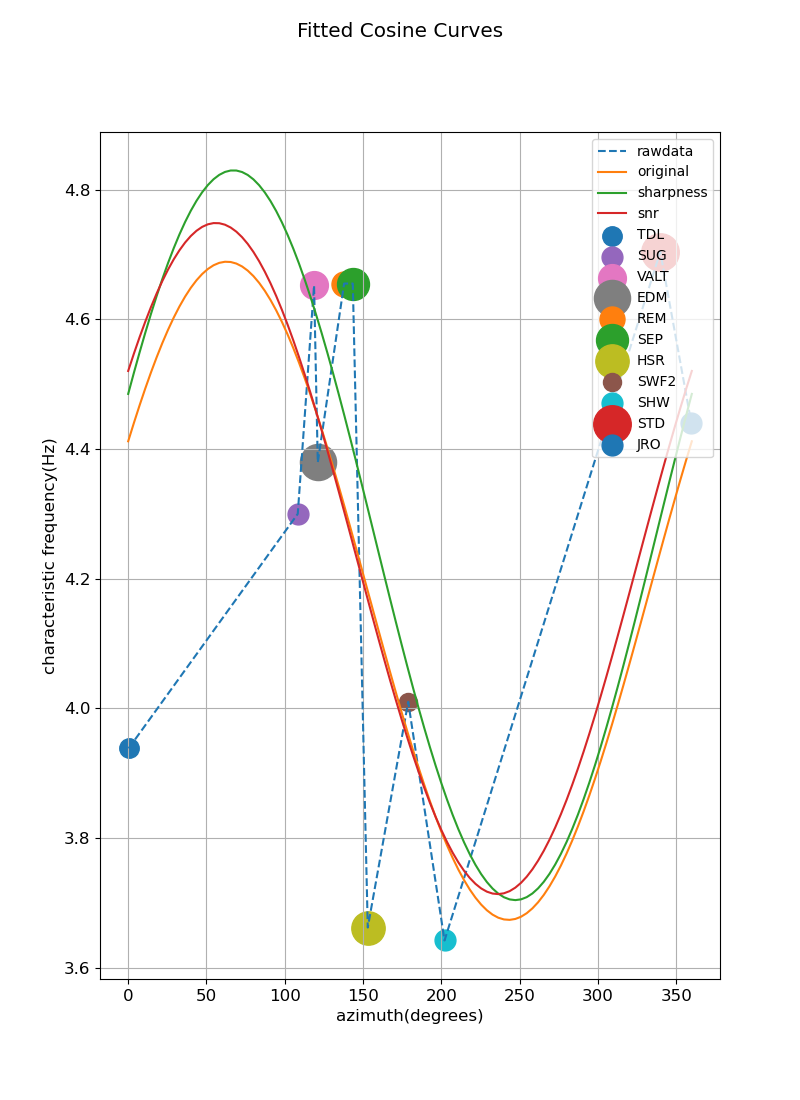 Fitted Cosine Curves
characteristic frequency(Hz)
4.8
4.6
4.4
4.2
4.0
3.8
3.6
0 50 100 150 200 250 300 350
azimuth(degrees)
rawdata
original
sharpness
snr
TDL
SUG
VALT
EDM
REM
SEP
HSR
SWF2
SHW
STD
JRO